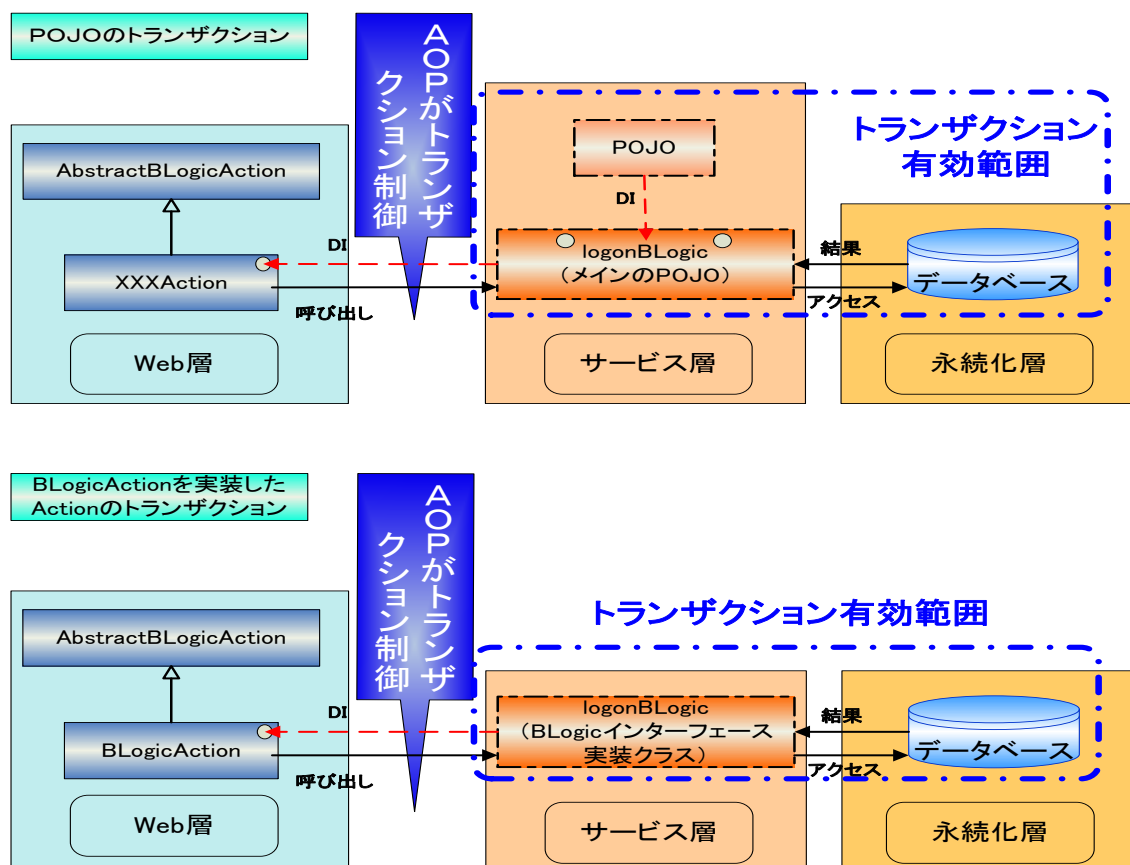 POJOのトランザクション
AOPがトランザ
クション制御
トランザクション
有効範囲
AbstractBLogicAction
POJO
DI
DI
logonBLogic
（メインのPOJO）
結果
データベース
アクセス
XXXAction
呼び出し
Web層
サービス層
永続化層
BLogicActionを実装した
Actionのトランザクション
AOPがトランザ
クション制御
トランザクション有効範囲
AbstractBLogicAction
DI
logonBLogic
（BLogicインターフェース
実装クラス）
結果
データベース
アクセス
BLogicAction
呼び出し
Web層
サービス層
永続化層